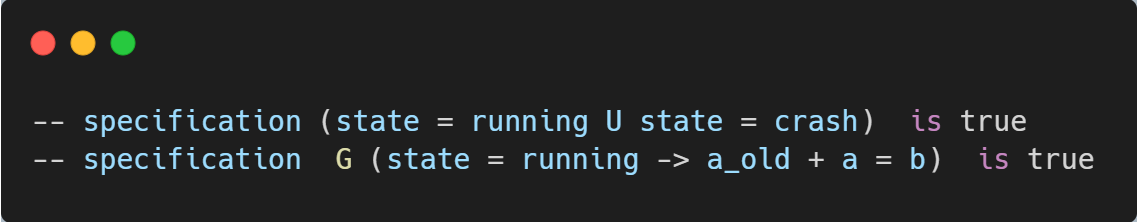 -- specification (state = running U state = crash)  is true
-- specification  G (state = running -> a_old + a = b)  is true